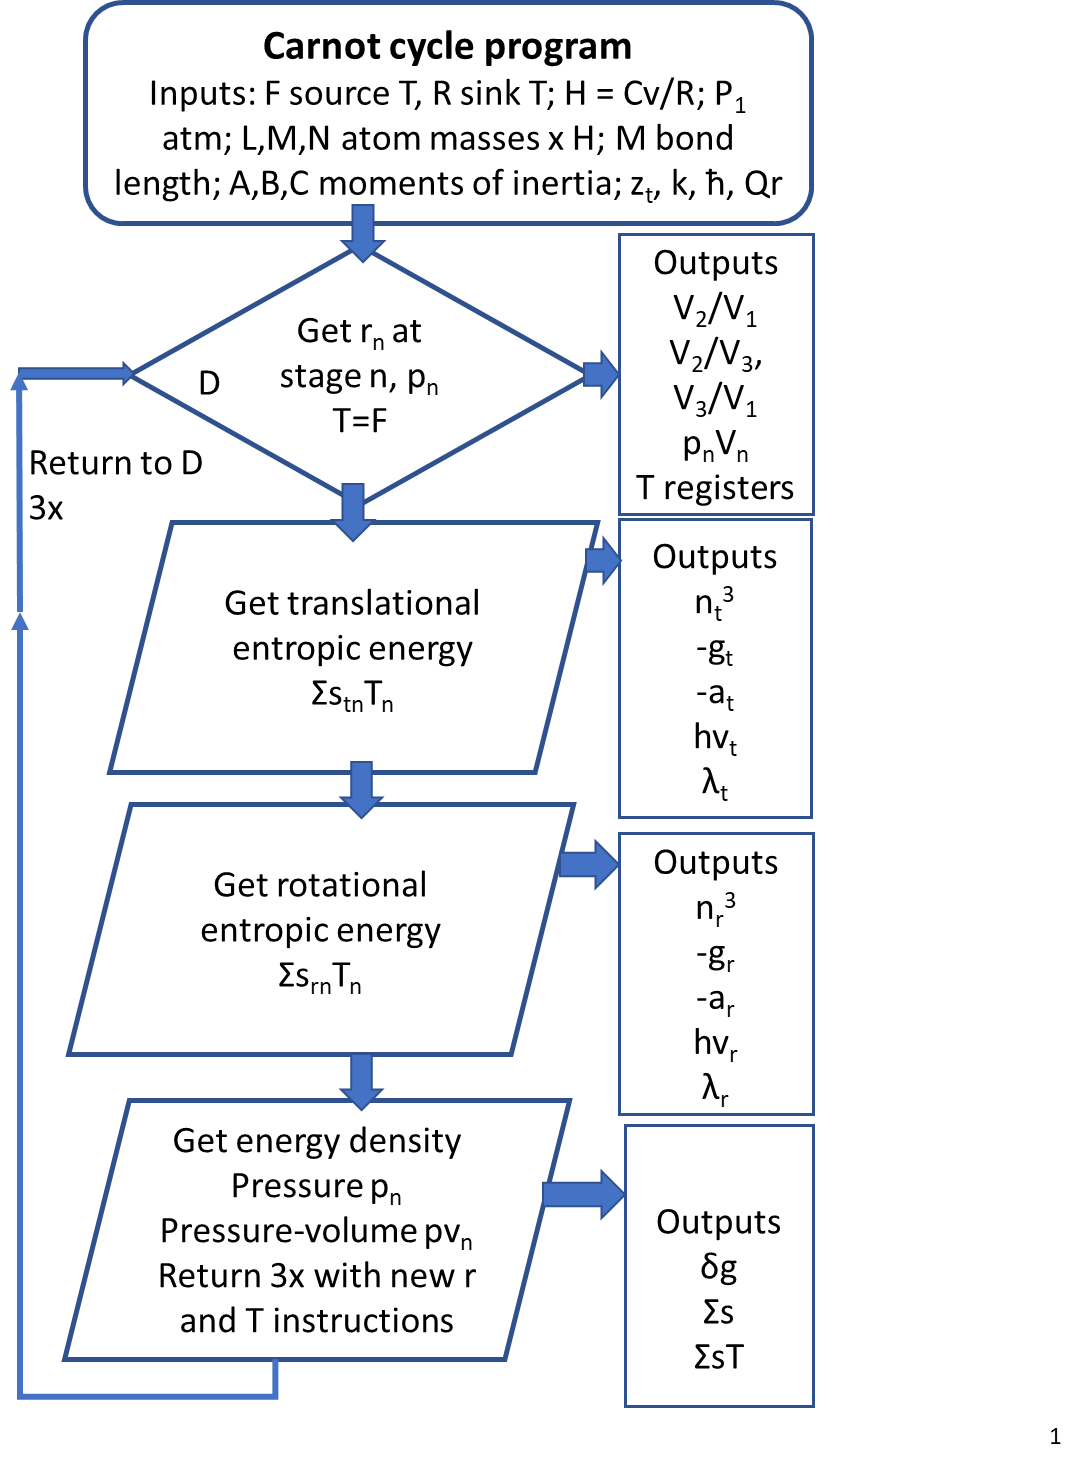 Carnot cycle program
Inputs: F source T, R sink T; H = Cv/R; P₁
atm; L,M,N atom masses x H; M bond
length; A,B,C moments of inertia; zₜ, k, ħ, Qr
Get rₙ at
stage n, pₙ
T=F
D
Outputs
V₂/V₁
V₂/V₃,
V₃/V₁
pₙVₙ
T registers
Return to D
3x
Get translational
entropic energy
ΣsₜₙTₙ
Outputs
nₜ³
-gₜ
-aₜ
hvₜ
λₜ
Get rotational
entropic energy
ΣsᵣₙTₙ
Outputs
nᵣ³
-gᵣ
-aᵣ
hvᵣ
λᵣ
Get energy density
Pressure pₙ
Pressure-volume pvₙ
Return 3x with new r
and T instructions
Outputs
δg
Σs
ΣsT
1